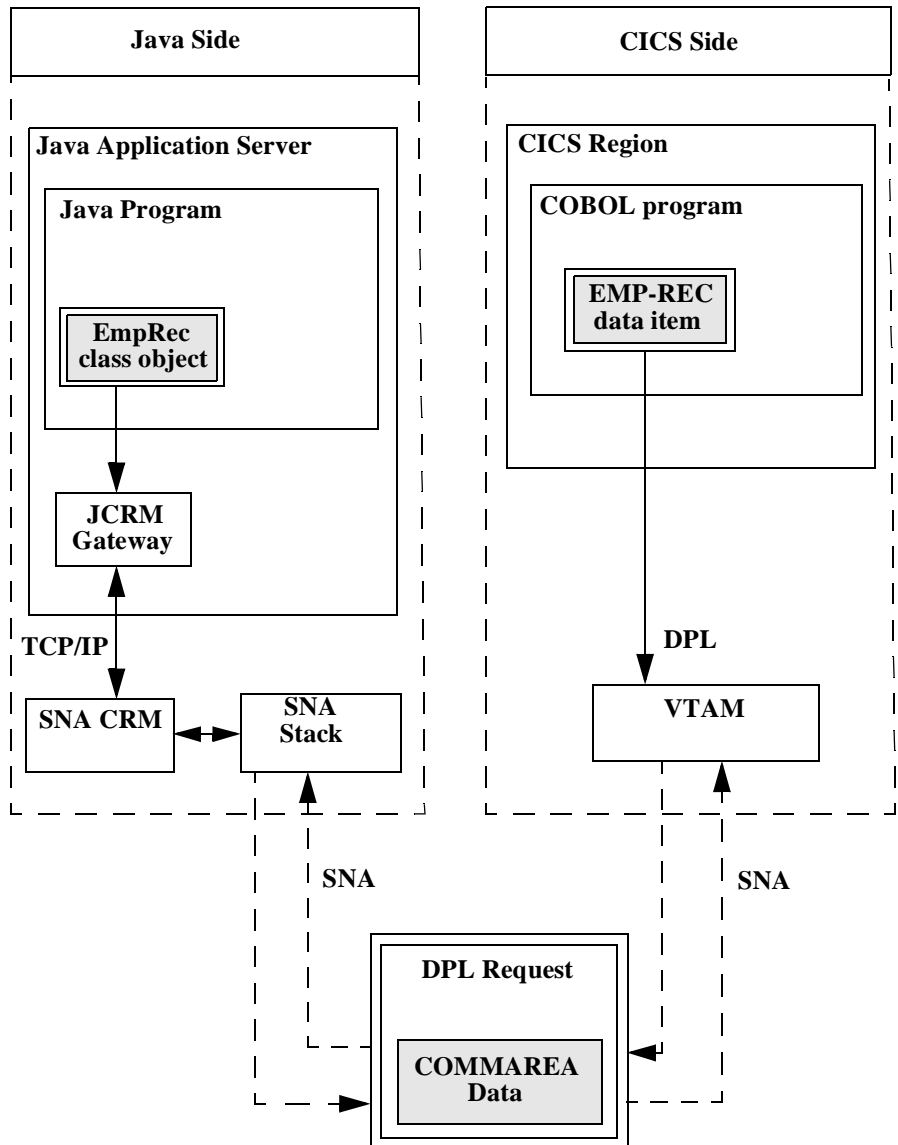 Java Side
CICS Side
Java Application Server
Java Program
EmpRec
class object
JCRM
Gateway
TCP/IP
SNA CRM
SNA
Stack
CICS Region
COBOL program
EMP-REC
data item
DPL
VTAM
SNA
SNA
DPL Request
COMMAREA
Data